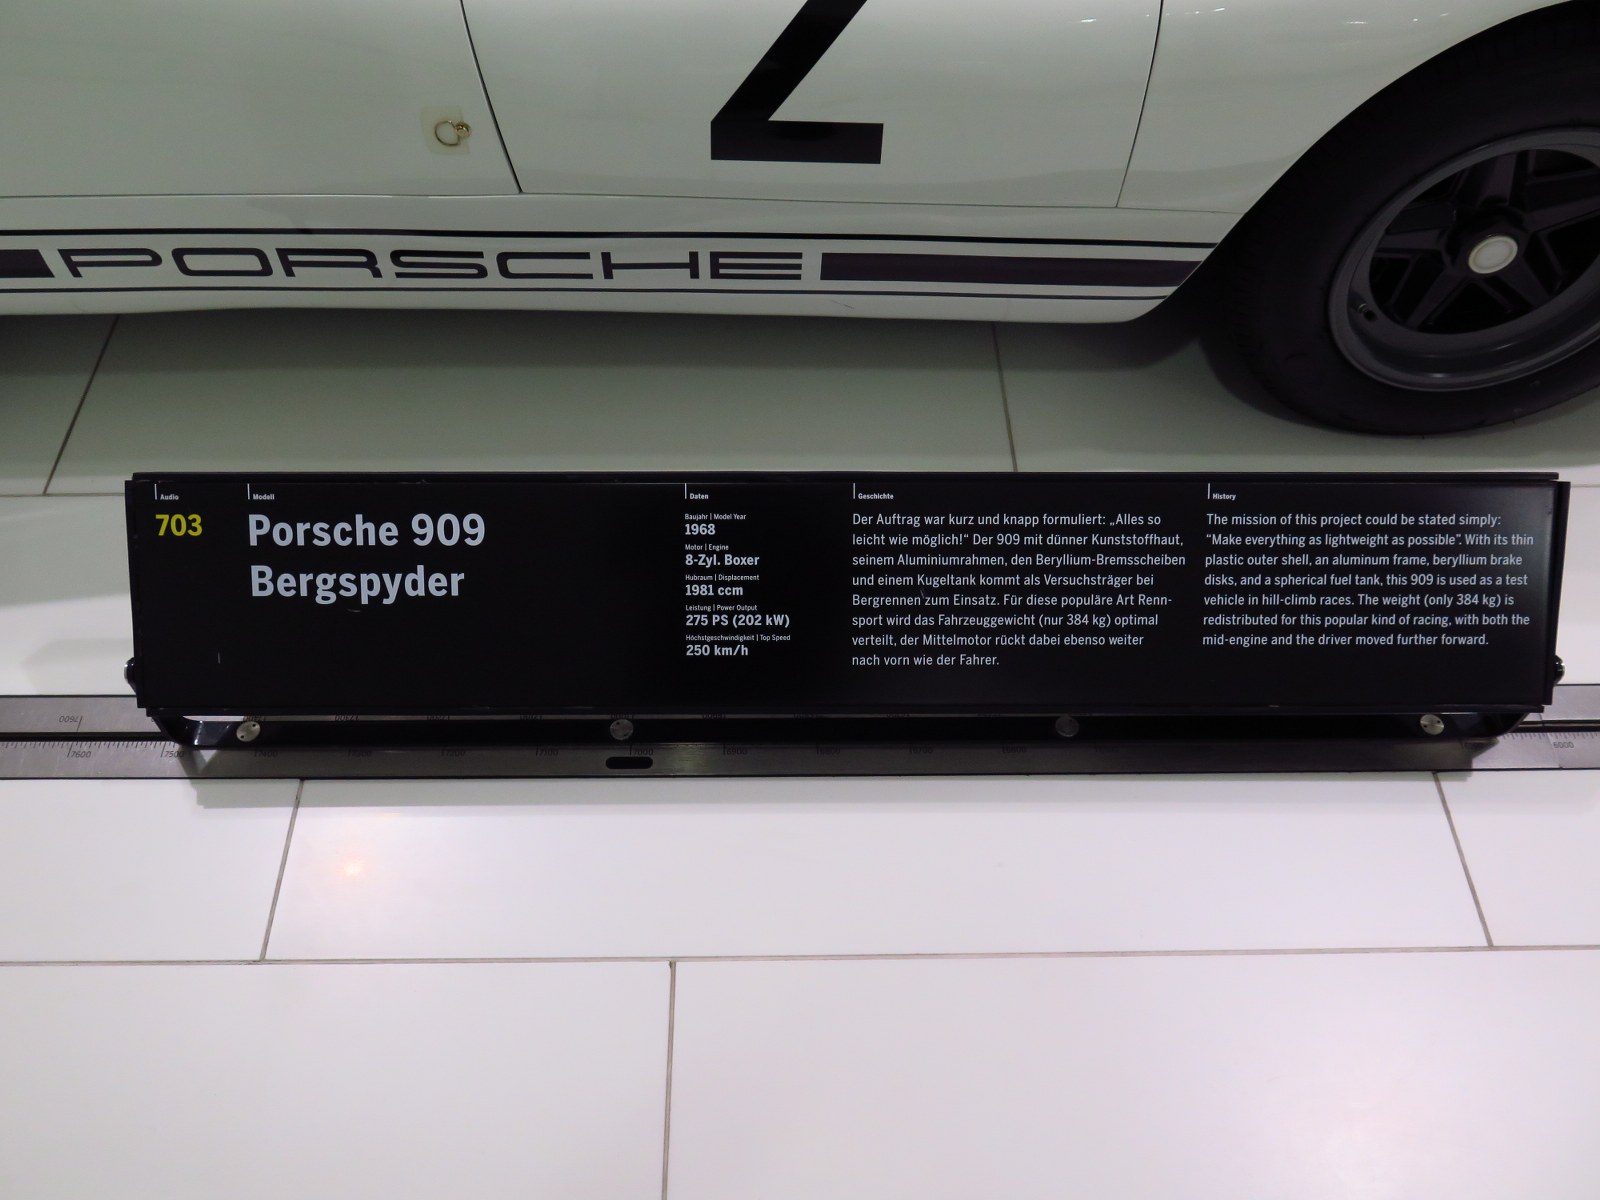 2
PORSCHE
Audio
703
Modell
Porsche 909
Bergspyder
Daten
Baujahr | Model Year
1968
Motor | Engine
8-Zyl. Boxer
Hubraum | Displacement
1981 ccm
Leistung | Power Output
275 PS (202 kW)
Höchstgeschwindigkeit | Top Speed
250 km/h
Geschichte
Der Auftrag war kurz und knapp formuliert: „Alles so
leicht wie möglich!“ Der 909 mit dünner Kunststoffhaut,
seinem Aluminiumrahmen, den Beryllium-Bremsscheiben
und einem Kugeltank kommt als Versuchsträger bei
Bergrennen zum Einsatz. Für diese populäre Art Renn-
sport wird das Fahrzeuggewicht (nur 384 kg) optimal
verteilt, der Mittelmotor rückt dabei ebenso weiter
nach vorn wie der Fahrer.
History
The mission of this project could be stated simply:
“Make everything as lightweight as possible”. With its thin
plastic outer shell, an aluminum frame, beryllium brake
disks, and a spherical fuel tank, this 909 is used as a test
vehicle in hill-climb races. The weight (only 384 kg) is
redistributed for this popular kind of racing, with both the
mid-engine and the driver moved further forward.
7600
7600
7500
7000
6900
6800
6000